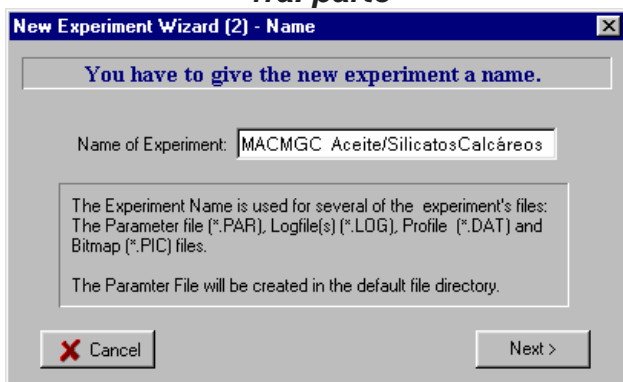 New Experiment Wizard (2) - Name
You have to give the new experiment a name.
Name of Experiment: MACMGC Aceite/SilicatosCalcáreos
The Experiment Name is used for several of the experiment's files:
The Parameter file (*.PAR), Logfile(s) (*.LOG), Profile (*.DAT) and
Bitmap (*.PIC) files.
The Paramter File will be created in the default file directory.
Cancel
Next >